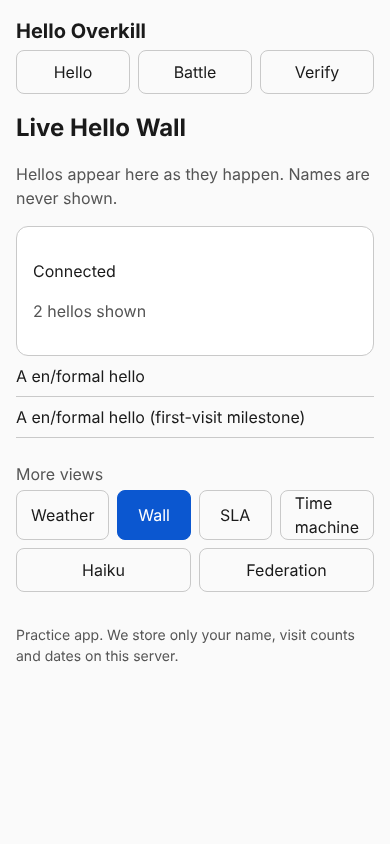 Hello Overkill
Hello
Battle
Verify
Live Hello Wall
Hellos appear here as they happen. Names are
never shown.
Connected
2 hellos shown
A en/formal hello
A en/formal hello (first-visit milestone)
More views
Weather
Wall
SLA
Time
machine
Haiku
Federation
Practice app. We store only your name, visit counts
and dates on this server.